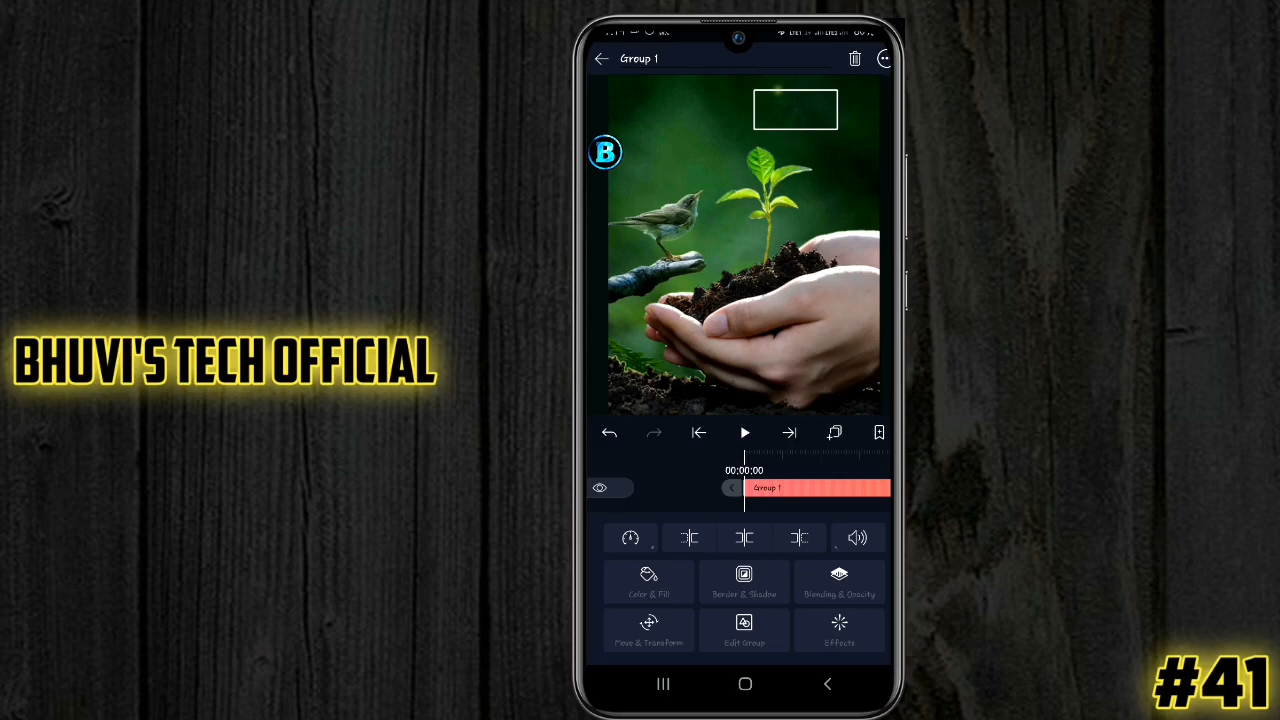 Group 1
B
BHUVI'S TECH OFFICIAL
00:00:00
Group 1
Color & Fill
Border & Shadow
Blending & Opacity
Move & Transform
Edit Group
Effects
#41